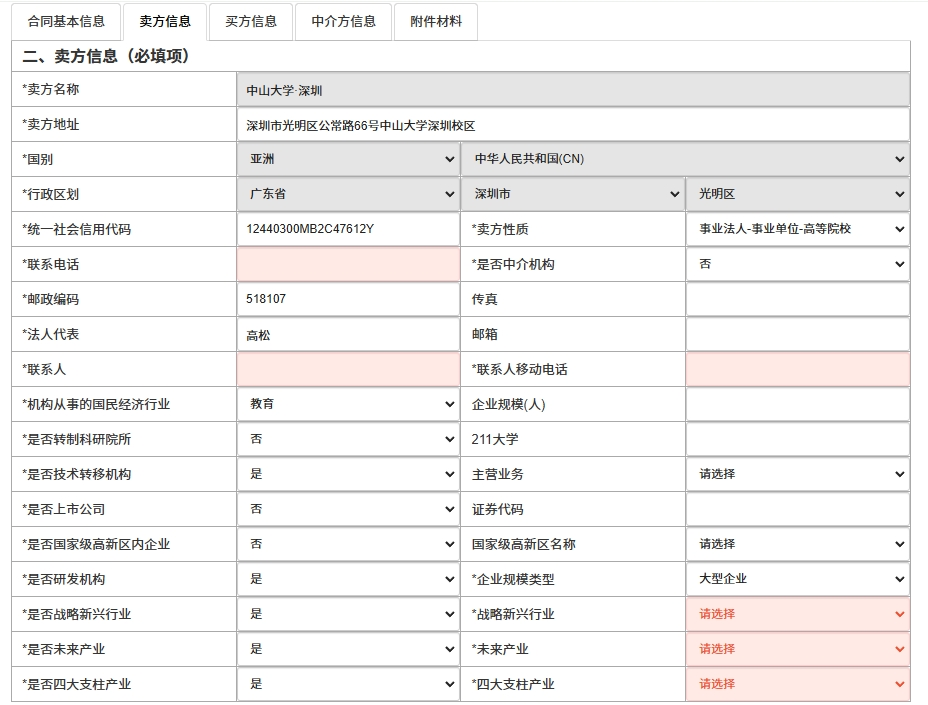 合同基本信息 卖方信息 买方信息 中介方信息 附件材料
二、卖方信息（必填项）
*卖方名称 中山大学·深圳
*卖方地址 深圳市光明区公常路66号中山大学深圳校区
*国别 亚洲 中华人民共和国(CN)
*行政区划 广东省 深圳市 光明区
*统一社会信用代码 12440300MB2C47612Y *卖方性质 事业法人-事业单位-高等院校
*联系电话 *是否中介机构 否
*邮政编码 518107 传真
*法人代表 高松 邮箱
*联系人 *联系人移动电话
*机构从事的国民经济行业 教育 企业规模(人)
*是否转制科研院所 否 211大学
*是否技术转移机构 是 主营业务 请选择
*是否上市公司 否 证券代码
*是否国家级高新区内企业 否 国家级高新区名称 请选择
*是否研发机构 是 *企业规模类型 大型企业
*是否战略新兴行业 是 *战略新兴行业 请选择
*是否未来产业 是 *未来产业 请选择
*是否四大支柱产业 是 *四大支柱产业 请选择